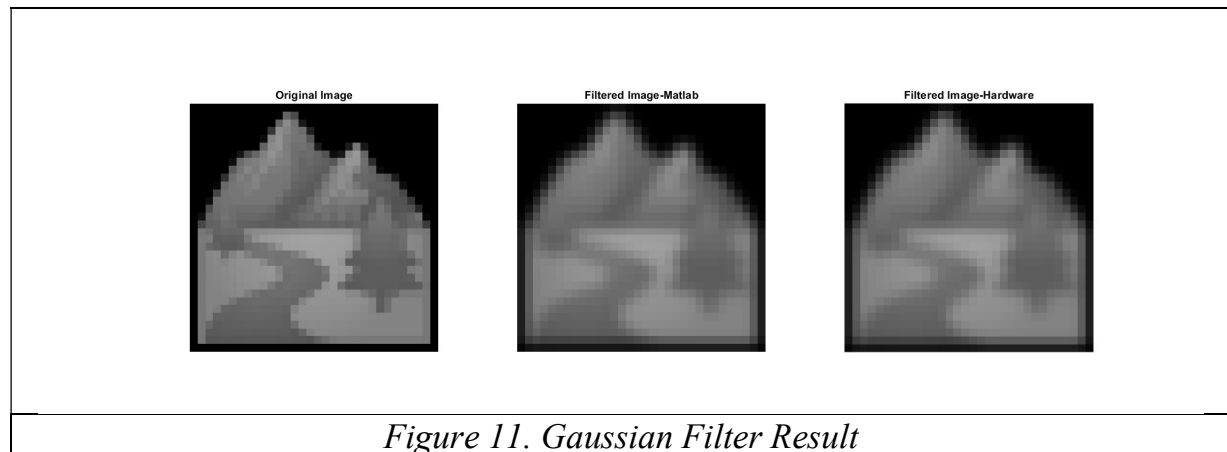 Original Image
Filtered Image-Matlab
Filtered Image-Hardware
Figure 11. Gaussian Filter Result